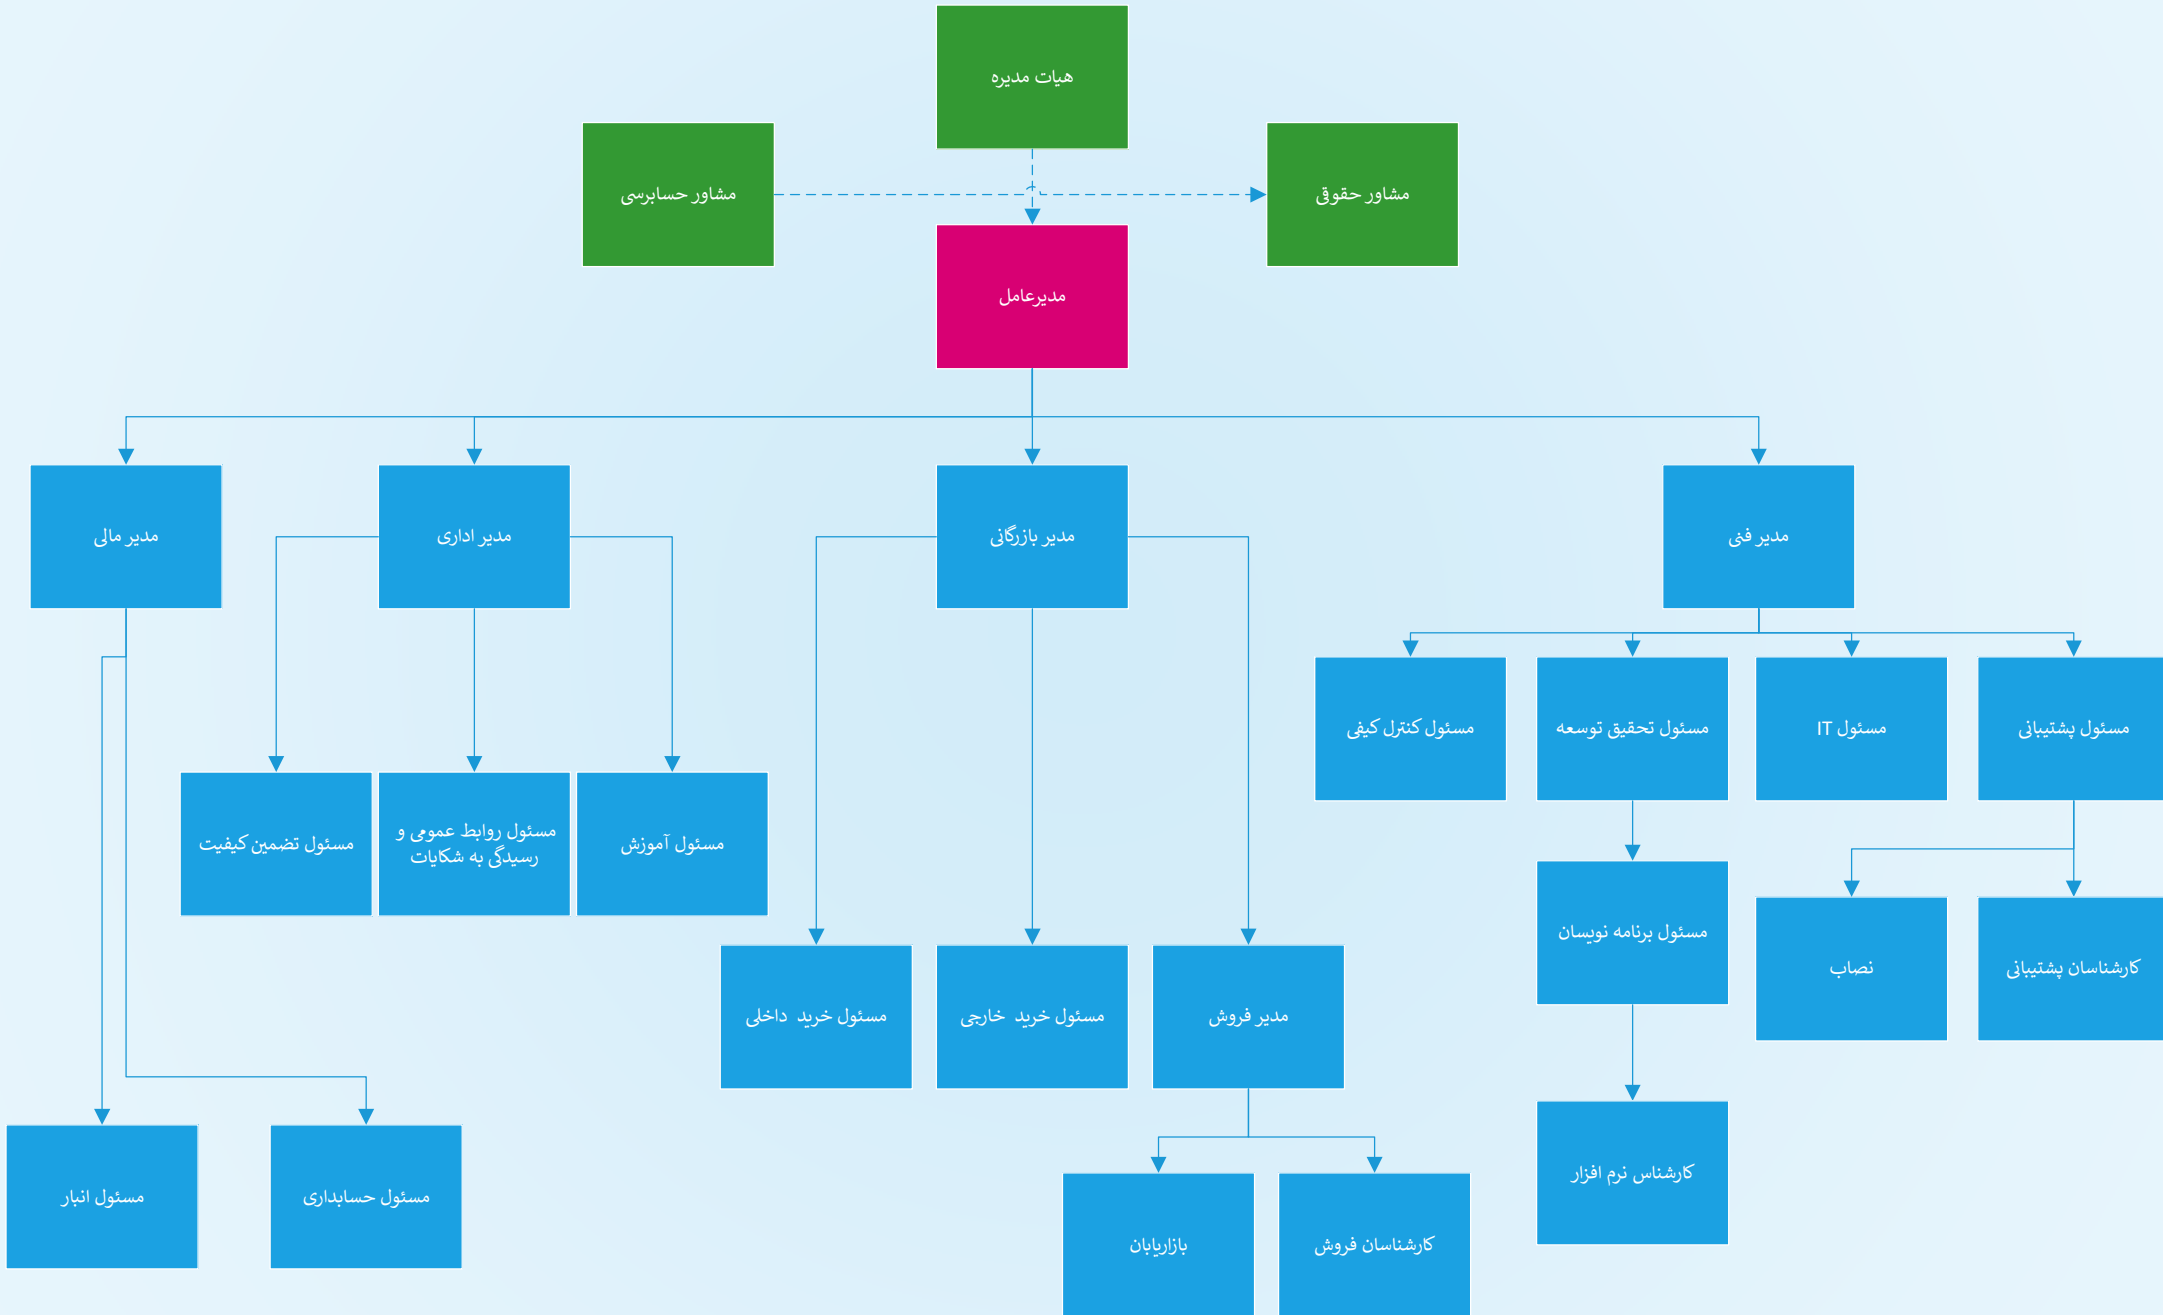 هیات مدیره
مشاور حقوقی
مشاور حسابرسی
مدیرعامل
مدیر فنی
مدیر بازرگانی
مدیر اداری
مدیر مالی
مسئول پشتیبانی
مسئول IT
مسئول تحقیق توسعه
مسئول کنترل کیفی
مسئول آموزش
مسئول روابط عمومی و
رسیدگی به شکایات
مسئول تضمین کیفیت
مسئول برنامه نویسان
کارشناسان پشتیبانی
نصاب
مدیر فروش
مسئول خرید خارجی
مسئول خرید داخلی
کارشناس نرم افزار
مسئول حسابداری
مسئول انبار
کارشناسان فروش
بازاریابان